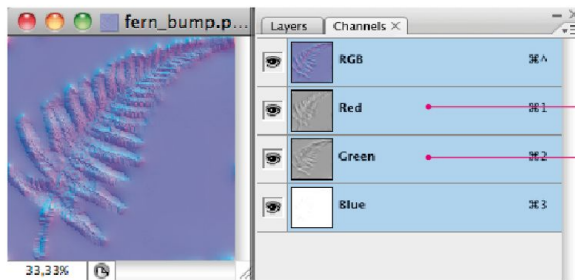 fern_bump.p...
33,33%
Layers
Channels ×
RGB
⌘^
Red
⌘1
Green
⌘2
Blue
⌘3